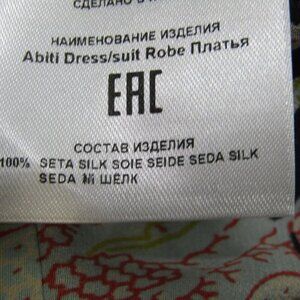 СДЕЛАНО В
НАИМЕНОВАНИЕ ИЗДЕЛИЯ
Abiti Dress/suit Robe Платья
EAC
СОСТАВ ИЗДЕЛИЯ
100% SETA SILK SOIE SEIDE SEDA SILK
SEDA ШЁЛК